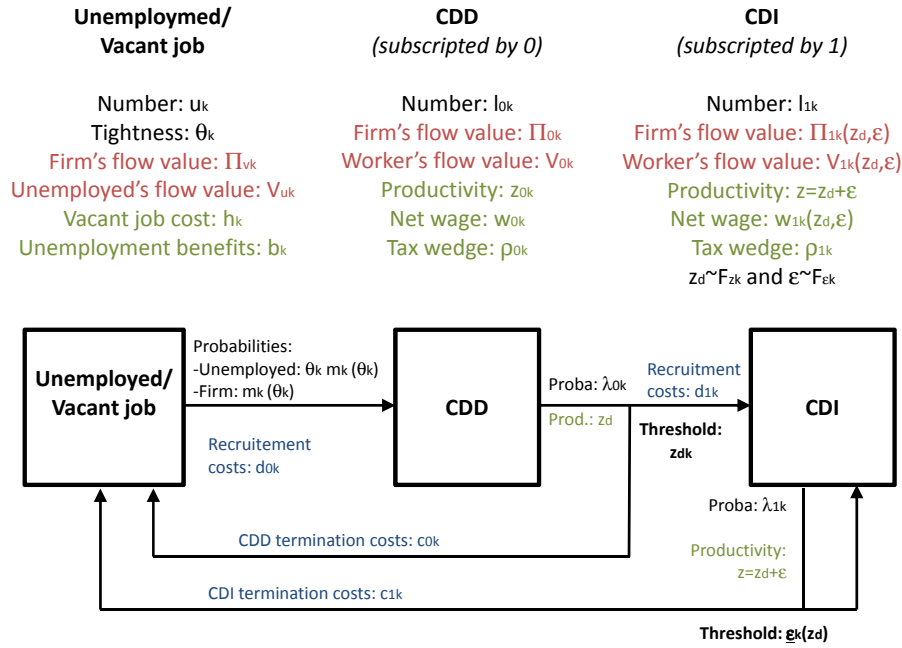 Unemploymed/
Vacant job
CDD
(subscripted by 0)
CDI
(subscripted by 1)
Number: uk
Tightness: θk
Firm's flow value: Πvk
Unemployed's flow value: Vuk
Vacant job cost: hk
Unemployment benefits: bk
Number: l0k
Firm's flow value: Π0k
Worker's flow value: V0k
Productivity: z0k
Net wage: w0k
Tax wedge: ρ0k
Number: l1k
Firm's flow value: Π1k(zd,ε)
Worker's flow value: V1k(zd,ε)
Productivity: z=zd+ε
Net wage: w1k(zd,ε)
Tax wedge: ρ1k
zd~Fzk and ε~Fεk
Unemployed/
Vacant job
Probabilities:
-Unemployed: θk mk (θk)
-Firm: mk (θk)
Recruitement
costs: d0k
CDD
Proba: λ0k
Prod.: zd
Recruitment
costs: d1k
Threshold:
zdk
CDI
Proba: λ1k
Productivity:
z=zd+ε
CDD termination costs: c0k
CDI termination costs: c1k
Threshold: εk(zd)